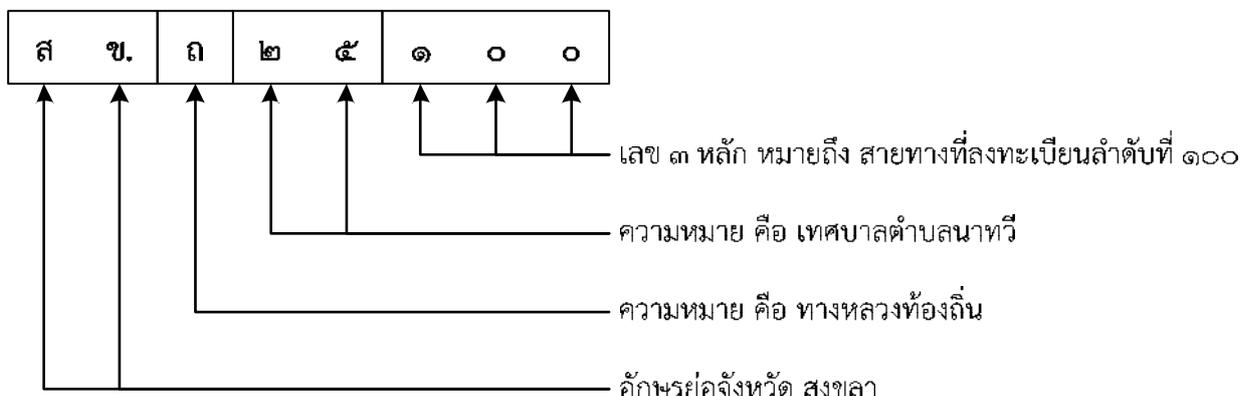 ส ข. ถ ๒ ๕ ๑ ๐ ๐
เลข ๓ หลัก หมายถึง สายทางที่ลงทะเบียนลำดับที่ ๑๐๐
ความหมาย คือ เทศบาลตำบลนาทวี
ความหมาย คือ ทางหลวงท้องถิ่น
อักษรย่อจังหวัด สงขลา